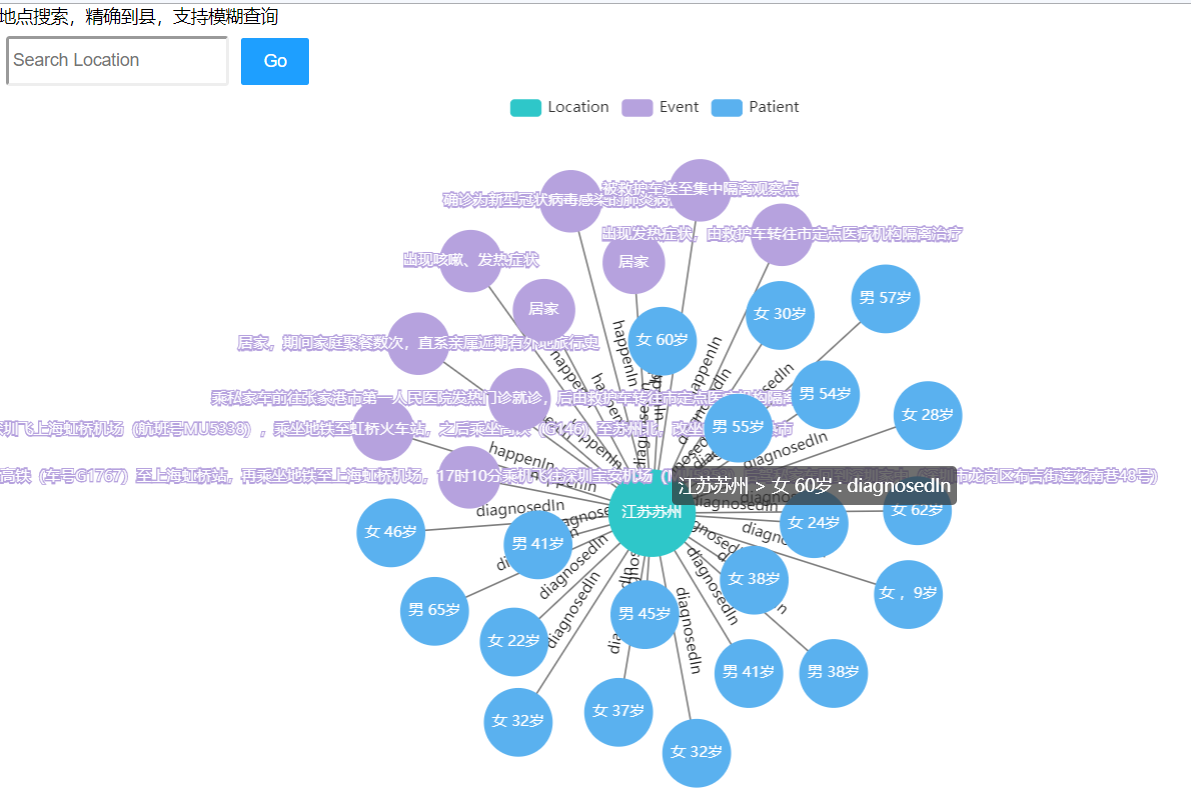 地点搜索，精确到县，支持模糊查询
Search Location
Go
Location
Event
Patient
被救护车送至集中隔离观察点
确诊为新型冠状病毒感染的肺炎病
出现发热症状，由救护车转往市定点医疗机构隔离治疗
出现咳嗽、发热症状
居家
男 57岁
居家
女 30岁
女 60岁
居家，期间家庭聚餐数次，直系亲属近期有外地旅行史
乘私家车前往张家港市第一人民医院发热门诊就诊，后由救护车转往市定点医疗机构隔离
男 54岁
女 28岁
圳飞上海虹桥机场（航班号MU5336），乘坐地铁至虹桥火车站，之后乘坐高铁（G146）至苏州北，改坐
男 55岁
高铁（车号G1767）至上海虹桥站，再乘坐地铁至上海虹桥机场，17时10分乘机飞往深圳宝安机场
市龙岗区布吉街莲花南巷48号）
江苏苏州 > 女 60岁 : diagnosedIn
江苏苏州
女 62岁
女 24岁
女 46岁
男 41岁
女 38岁
女 ，9岁
男 65岁
男 45岁
女 22岁
男 41岁
男 38岁
女 37岁
女 32岁
女 32岁
happenIn
happenIn
happenIn
happenIn
diagnosedIn
diagnosedIn
diagnosedIn
diagnosedIn
diagnosedIn
diagnosedIn